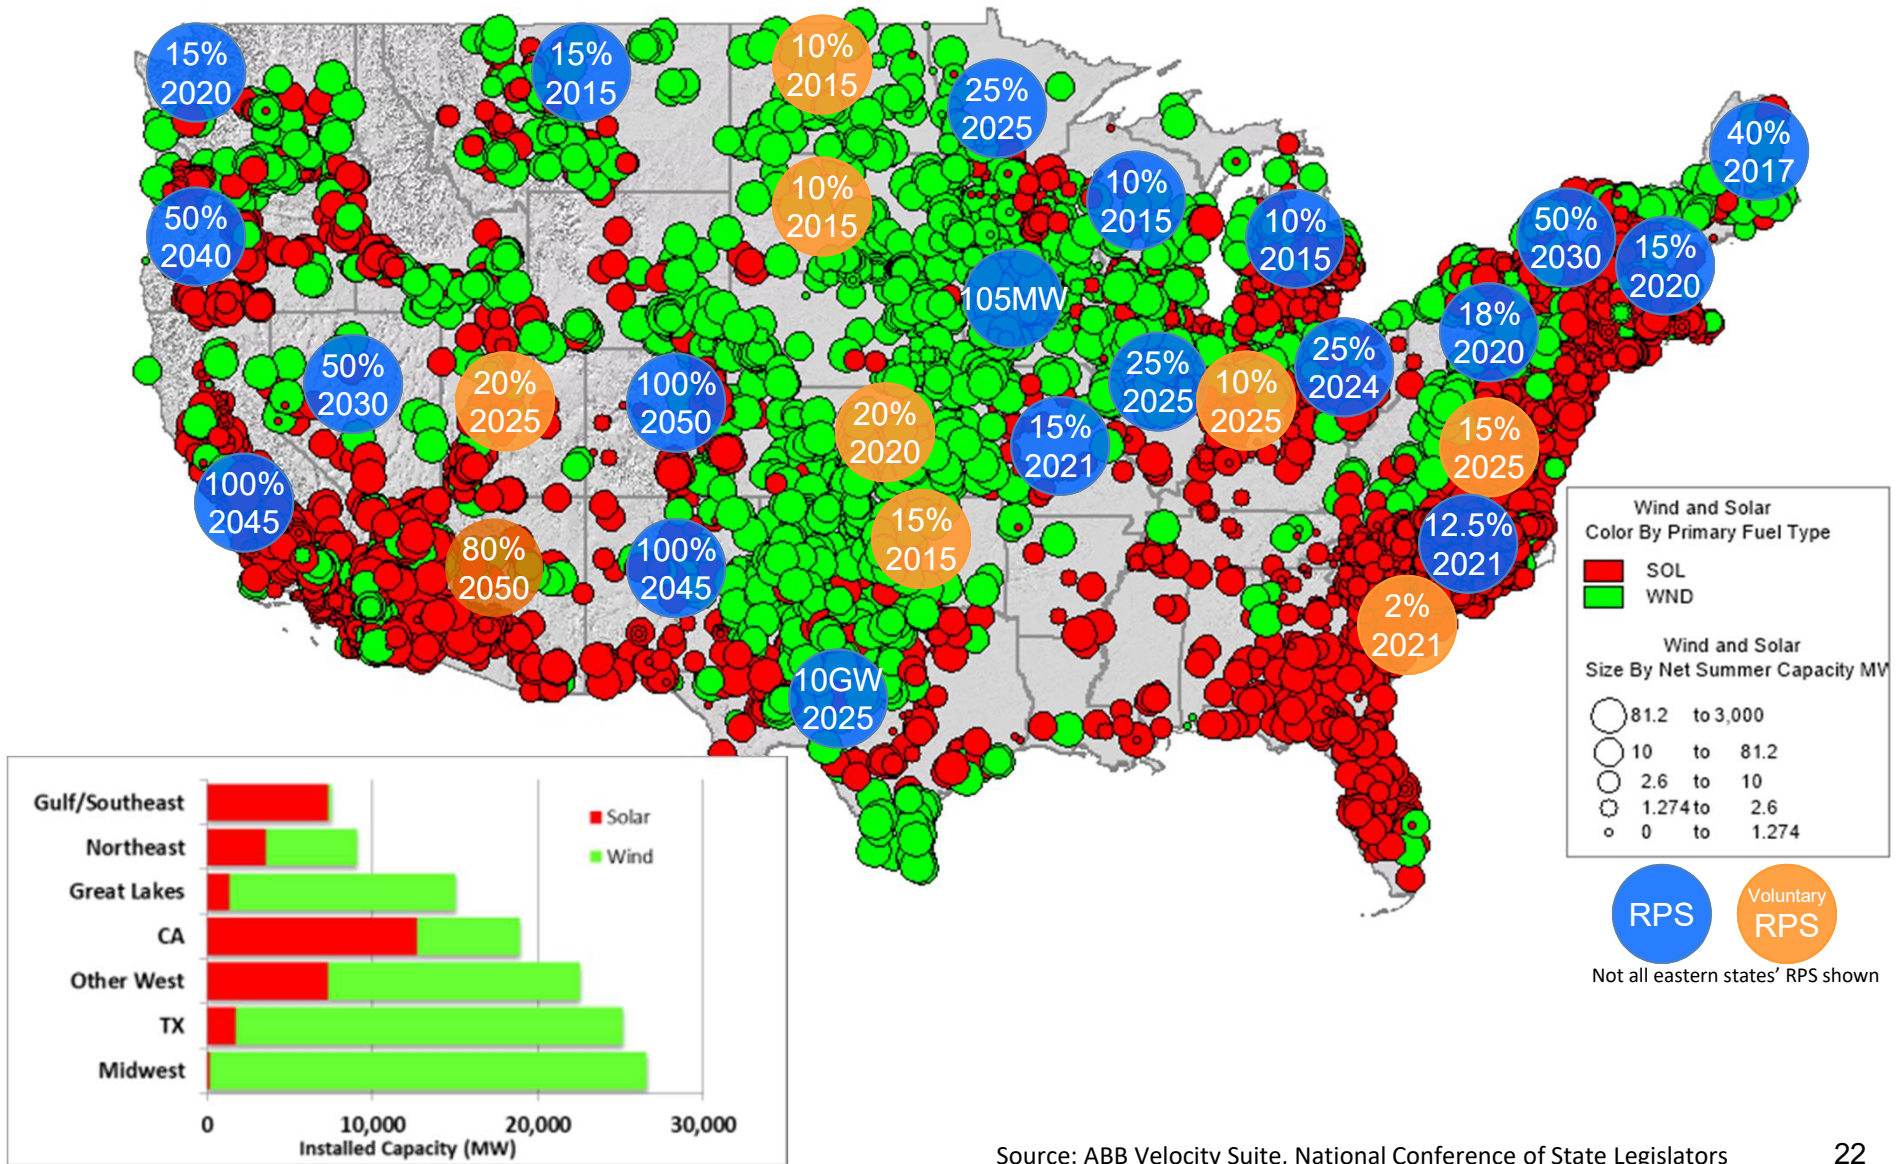 15%
2020
15%
2015
10%
2015
25%
2025
40%
2017
50%
2040
10%
2015
10%
2015
10%
2015
50%
2030
15%
2020
105MW
18%
2020
50%
2030
20%
2025
100%
2050
20%
2020
15%
2021
25%
2025
10%
2025
25%
2024
15%
2025
100%
2045
80%
2050
100%
2045
15%
2015
12.5%
2021
2%
2021
10GW
2025
Wind and Solar
Color By Primary Fuel Type
SOL
WND
Wind and Solar
Size By Net Summer Capacity MW
81.2 to 3,000
10 to 81.2
2.6 to 10
1.274 to 2.6
0 to 1.274
RPS
Voluntary
RPS
Not all eastern states' RPS shown
Gulf/Southeast
Northeast
Great Lakes
CA
Other West
TX
Midwest
Solar
Wind
0 10,000 20,000 30,000
Installed Capacity (MW)
Source: ABB Velocity Suite, National Conference of State Legislators
22